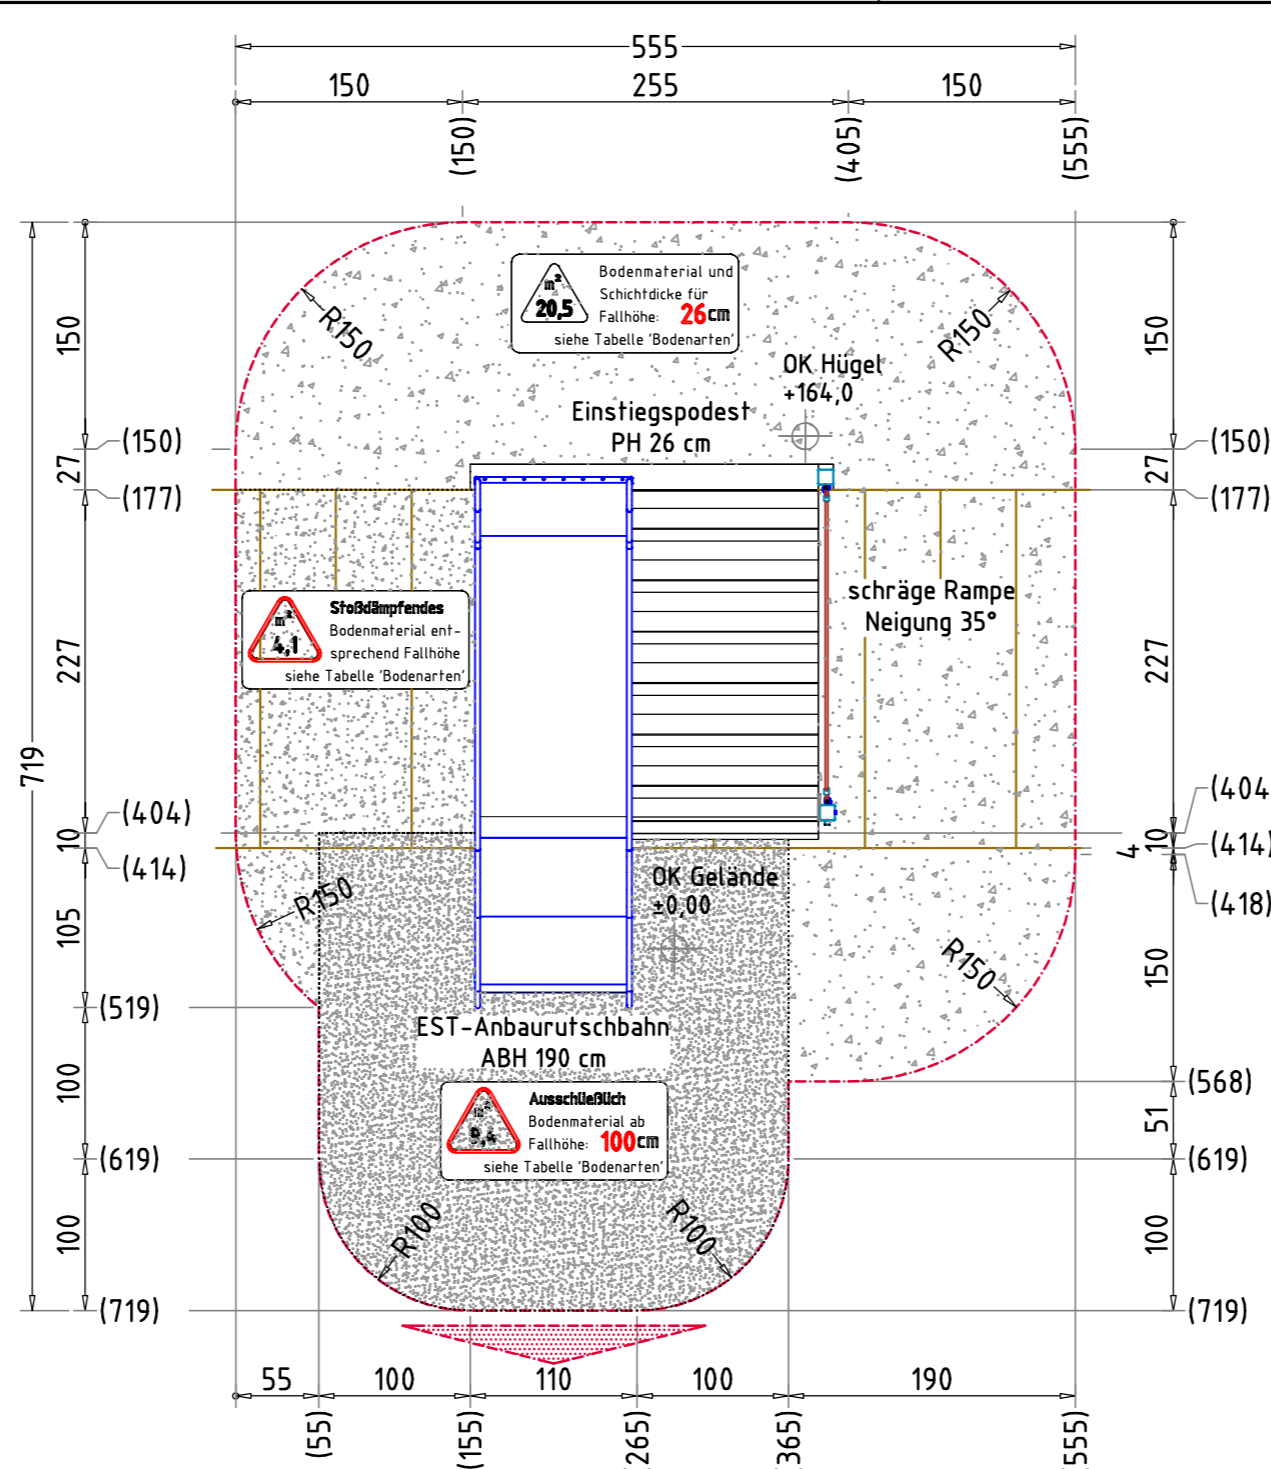 555
150
255
150
(150)
(405)
(555)
719
150
27
227
10
105
100
100
(150)
(177)
(404)
(414)
(519)
(619)
(719)
R150
R150
m²
20,5
Bodenmaterial und
Schichtdicke für
Fallhöhe: 26cm
siehe Tabelle 'Bodenarten'
OK Hügel
+164,0
Einstiegspodest
PH 26 cm
m²
4,1
Stoßdämpfendes
Bodenmaterial ent-
sprechend Fallhöhe
siehe Tabelle 'Bodenarten'
schräge Rampe
Neigung 35°
150
27
227
10
4
150
51
100
(150)
(177)
(404
(414)
(418)
(568)
(619)
(719)
R150
OK Gelände
±0,00
R150
EST-Anbaurutschbahn
ABH 190 cm
Ausschließlich
Bodenmaterial ab
Fallhöhe: 100cm
siehe Tabelle 'Bodenarten'
R100
R100
55
100
110
100
190
(55)
(155)
265)
365)
555)